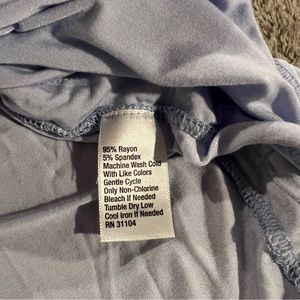 95% Rayon
5% Spandex
Machine Wash Cold
With Like Colors
Gentle Cycle
Only Non-Chlorine
Bleach If Needed
Tumble Dry Low
Cool Iron If Needed
RN 31104